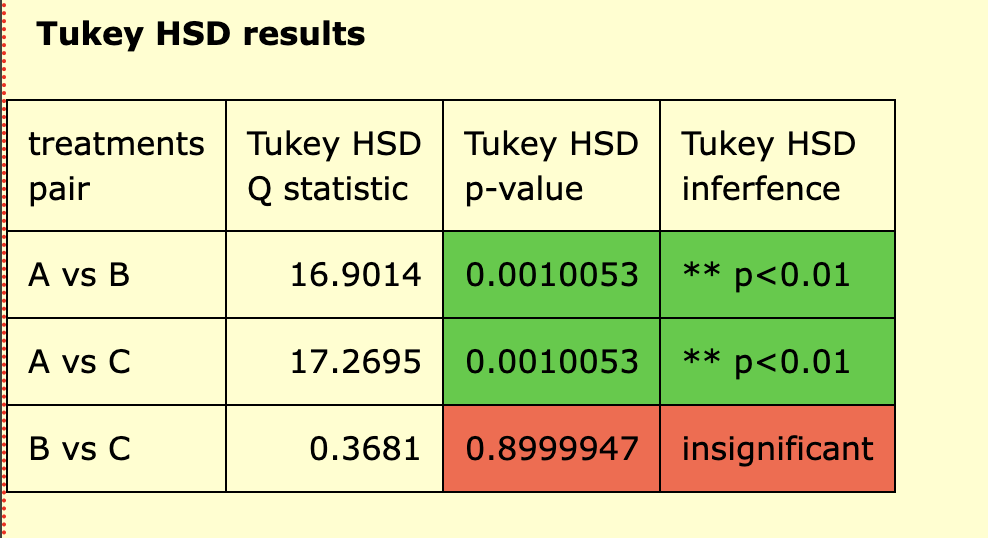 Tukey HSD results
treatments pair | Tukey HSD Q statistic | Tukey HSD p-value | Tukey HSD inferfence
A vs B | 16.9014 | 0.0010053 | ** p<0.01
A vs C | 17.2695 | 0.0010053 | ** p<0.01
B vs C | 0.3681 | 0.8999947 | insignificant